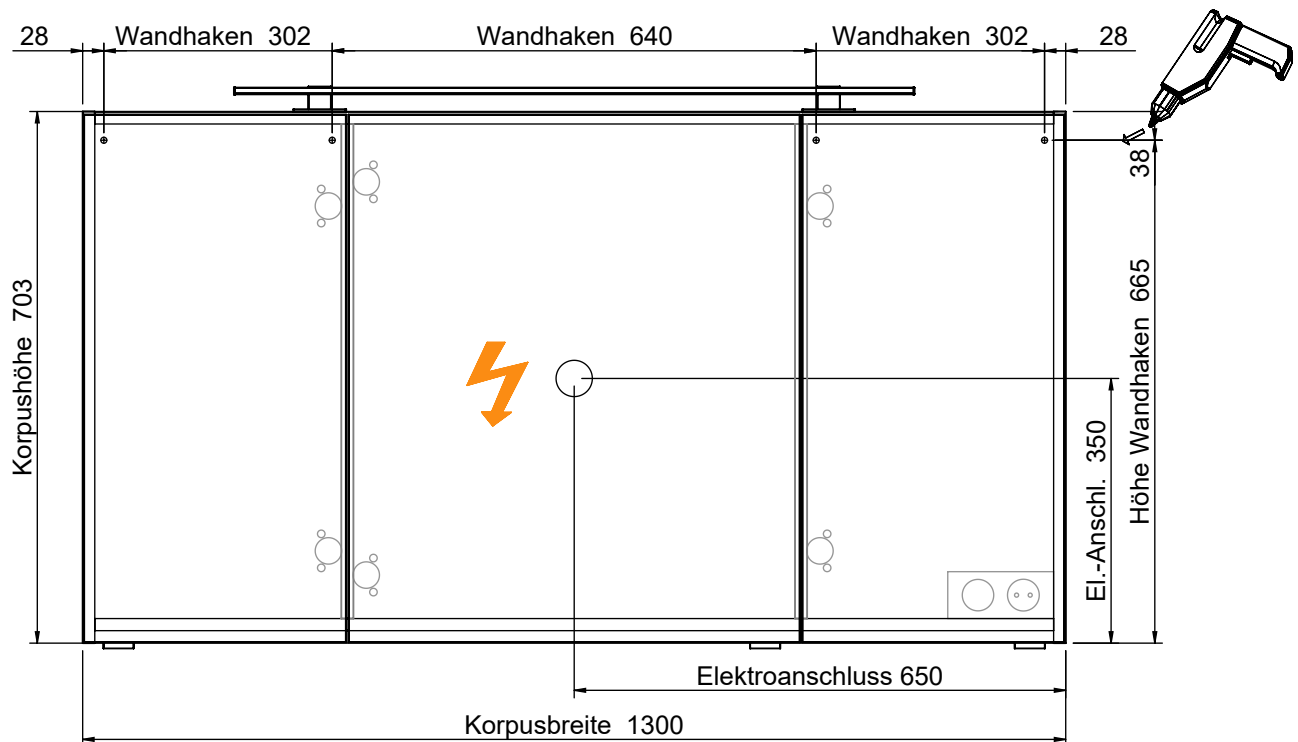 28 Wandhaken 302 Wandhaken 640 Wandhaken 302 28
38
Korpushöhe 703
Höhe Wandhaken 665
El.-Anschl. 350
Elektroanschluss 650
Korpusbreite 1300